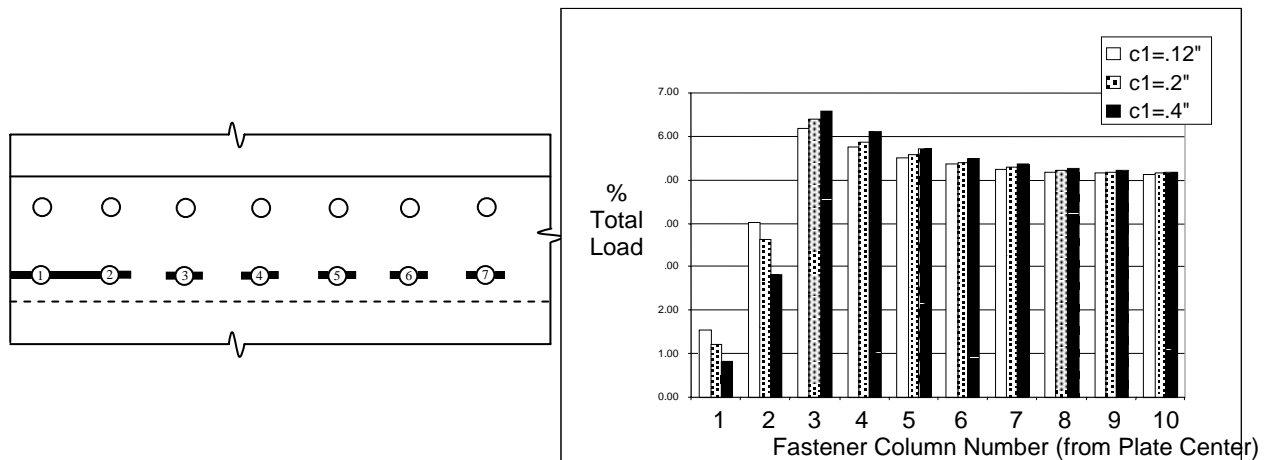 1 2 3 4 5 6 7
c1=.12"
c1=.2"
c1=.4"
%
Total
Load
7.00
6.00
.00
.00
.00
2.00
1.00
0.00
1 2 3 4 5 6 7 8 9 10
Fastener Column Number (from Plate Center)